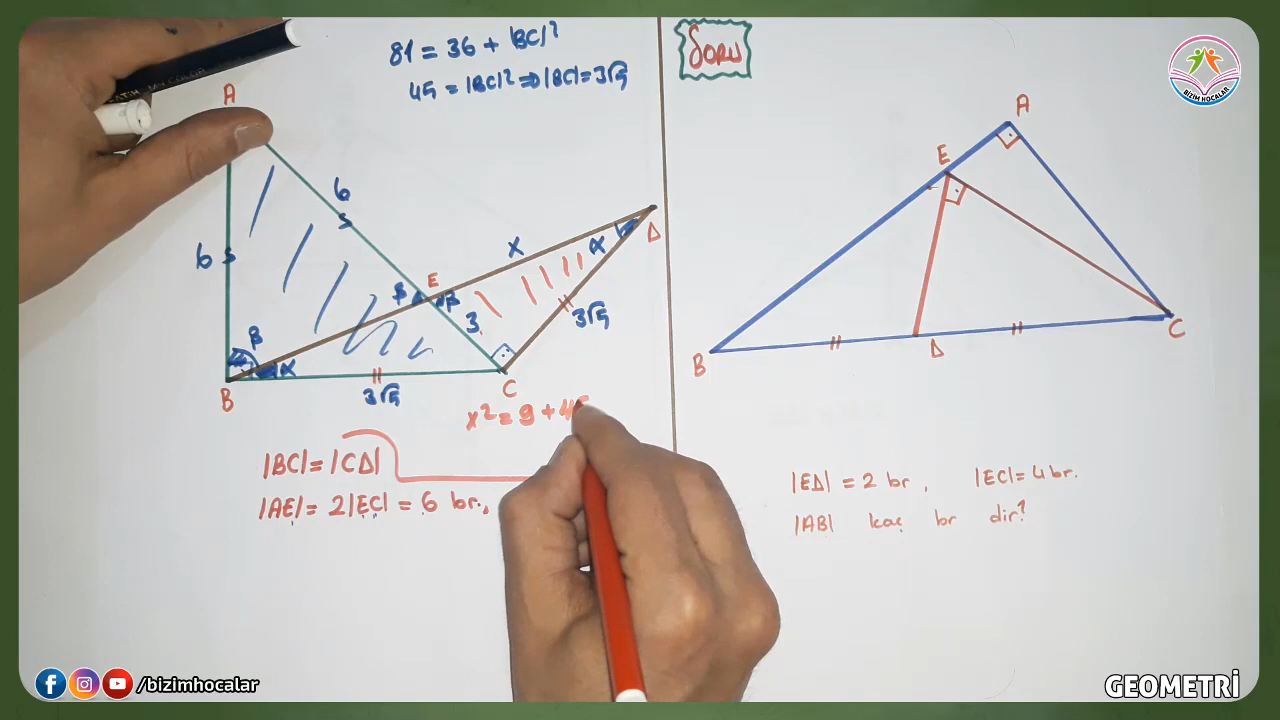 81 = 36 + |BC|²
45 = |BC|² ⇒ |BC| = 3√5
A
6
6
x
E
β
β
α
Δ
3
3√5
β
α
B
3√5
C
x² = 9 + 45
|BC| = |CΔ|
|AE| = 2|EC| = 6 br.,
Soru
A
E
B
Δ
C
|EΔ| = 2 br, |EC| = 4 br.
|AB| kaç br dir?
BİZİM HOCALAR
/bizimhocalar
GEOMETRİ